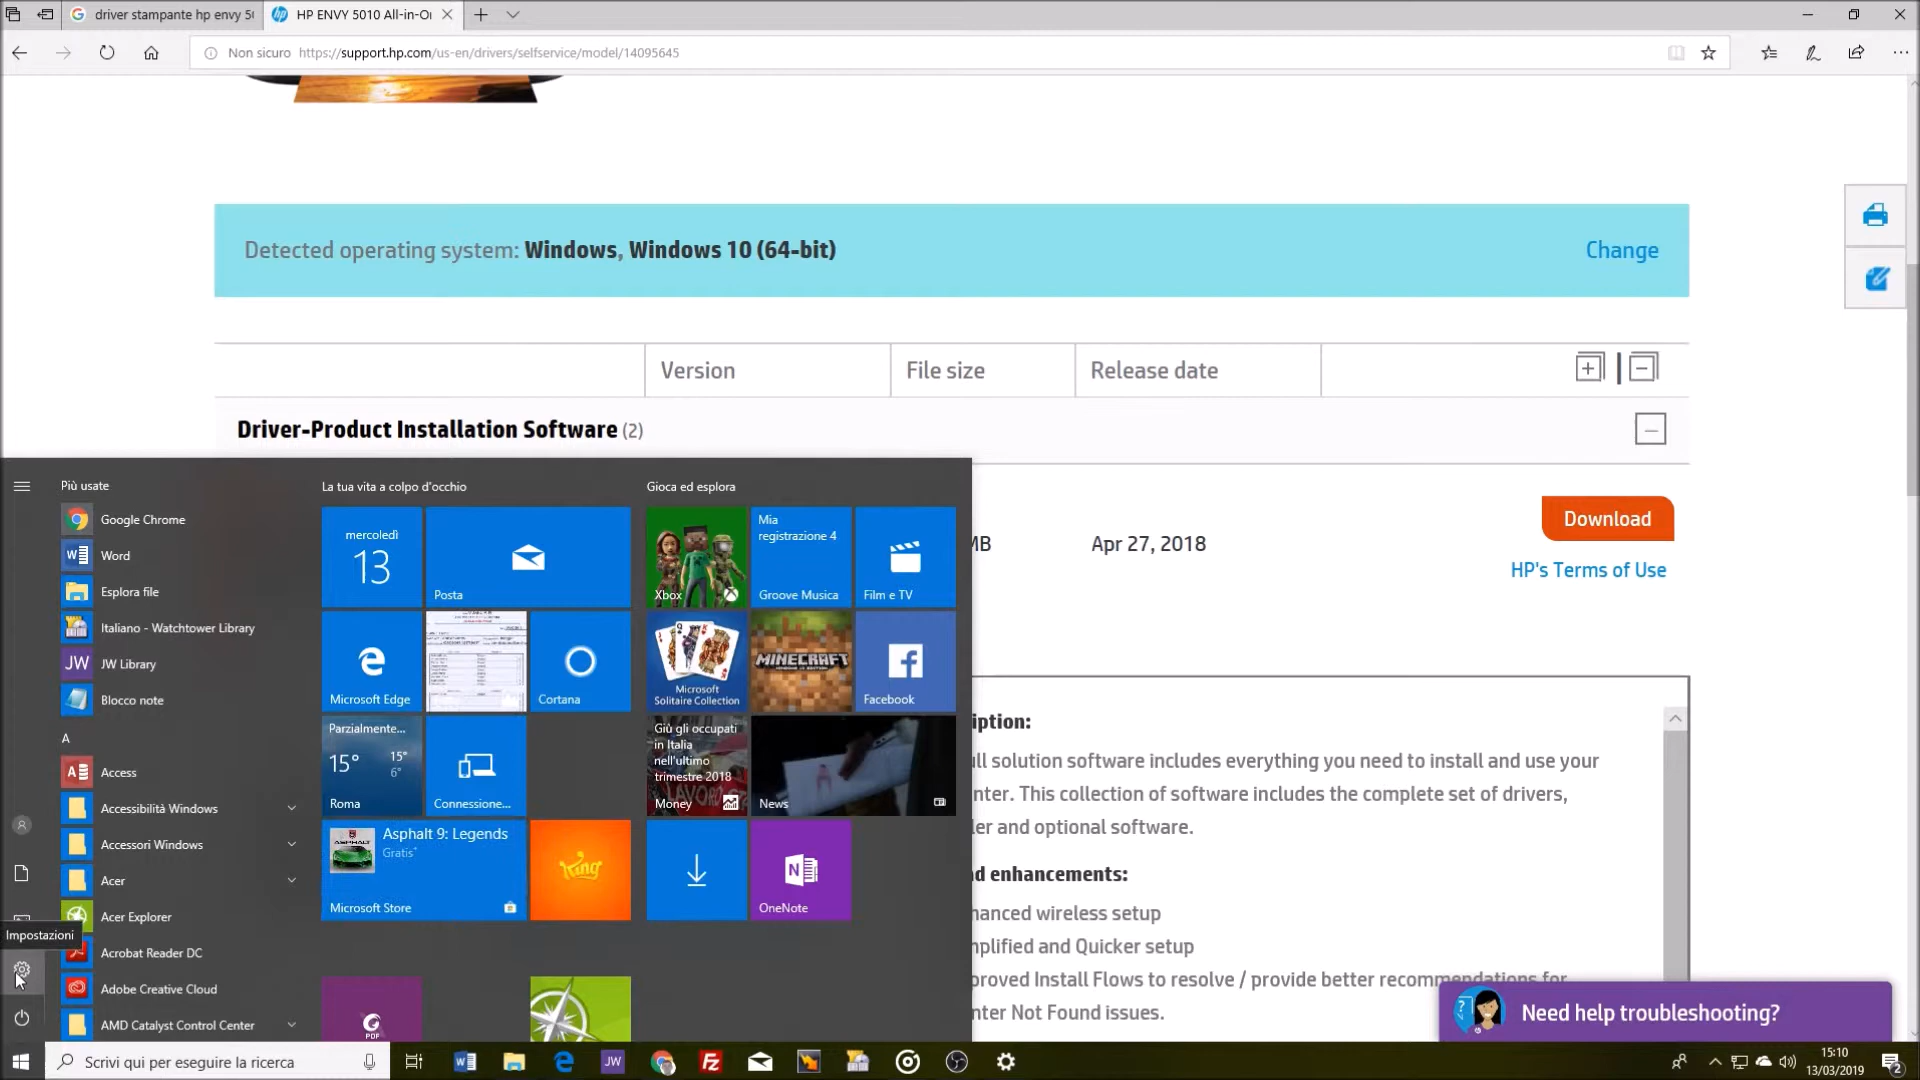 driver stampante hp envy 5
HP ENVY 5010 All-in-O
Non sicuro https://support.hp.com/us-en/drivers/selfservice/model/14095645
Detected operating system: Windows, Windows 10 (64-bit)
Change
Version
File size
Release date
Driver-Product Installation Software (2)
MB
Apr 27, 2018
Download
HP's Terms of Use
iption:
ull solution software includes everything you need to install and use your
nter. This collection of software includes the complete set of drivers,
ler and optional software.
d enhancements:
hanced wireless setup
mplified and Quicker setup
proved Install Flows to resolve / provide better recommendations for
nter Not Found issues.
Need help troubleshooting?
Più usate
Google Chrome
Word
Esplora file
Italiano - Watchtower Library
JW
JW Library
Blocco note
A
Access
Accessibilità Windows
Accessori Windows
Acer
Acer Explorer
Impostazioni
Acrobat Reader DC
Adobe Creative Cloud
AMD Catalyst Control Center
La tua vita a colpo d'occhio
mercoledì
13
Posta
Microsoft Edge
Cortana
Parzialmente...
15°
15°
6°
Roma
Connessione...
Asphalt 9: Legends
Gratis*
Microsoft Store
King
PDF
Gioca ed esplora
Xbox
Mia
registrazione 4
Groove Musica
Film e TV
Microsoft
Solitaire Collection
MINECRAFT
Facebook
Giù gli occupati
in Italia
nell'ultimo
trimestre 2018
Money
News
OneNote
Scrivi qui per eseguire la ricerca
JW
15:10
13/03/2019
2